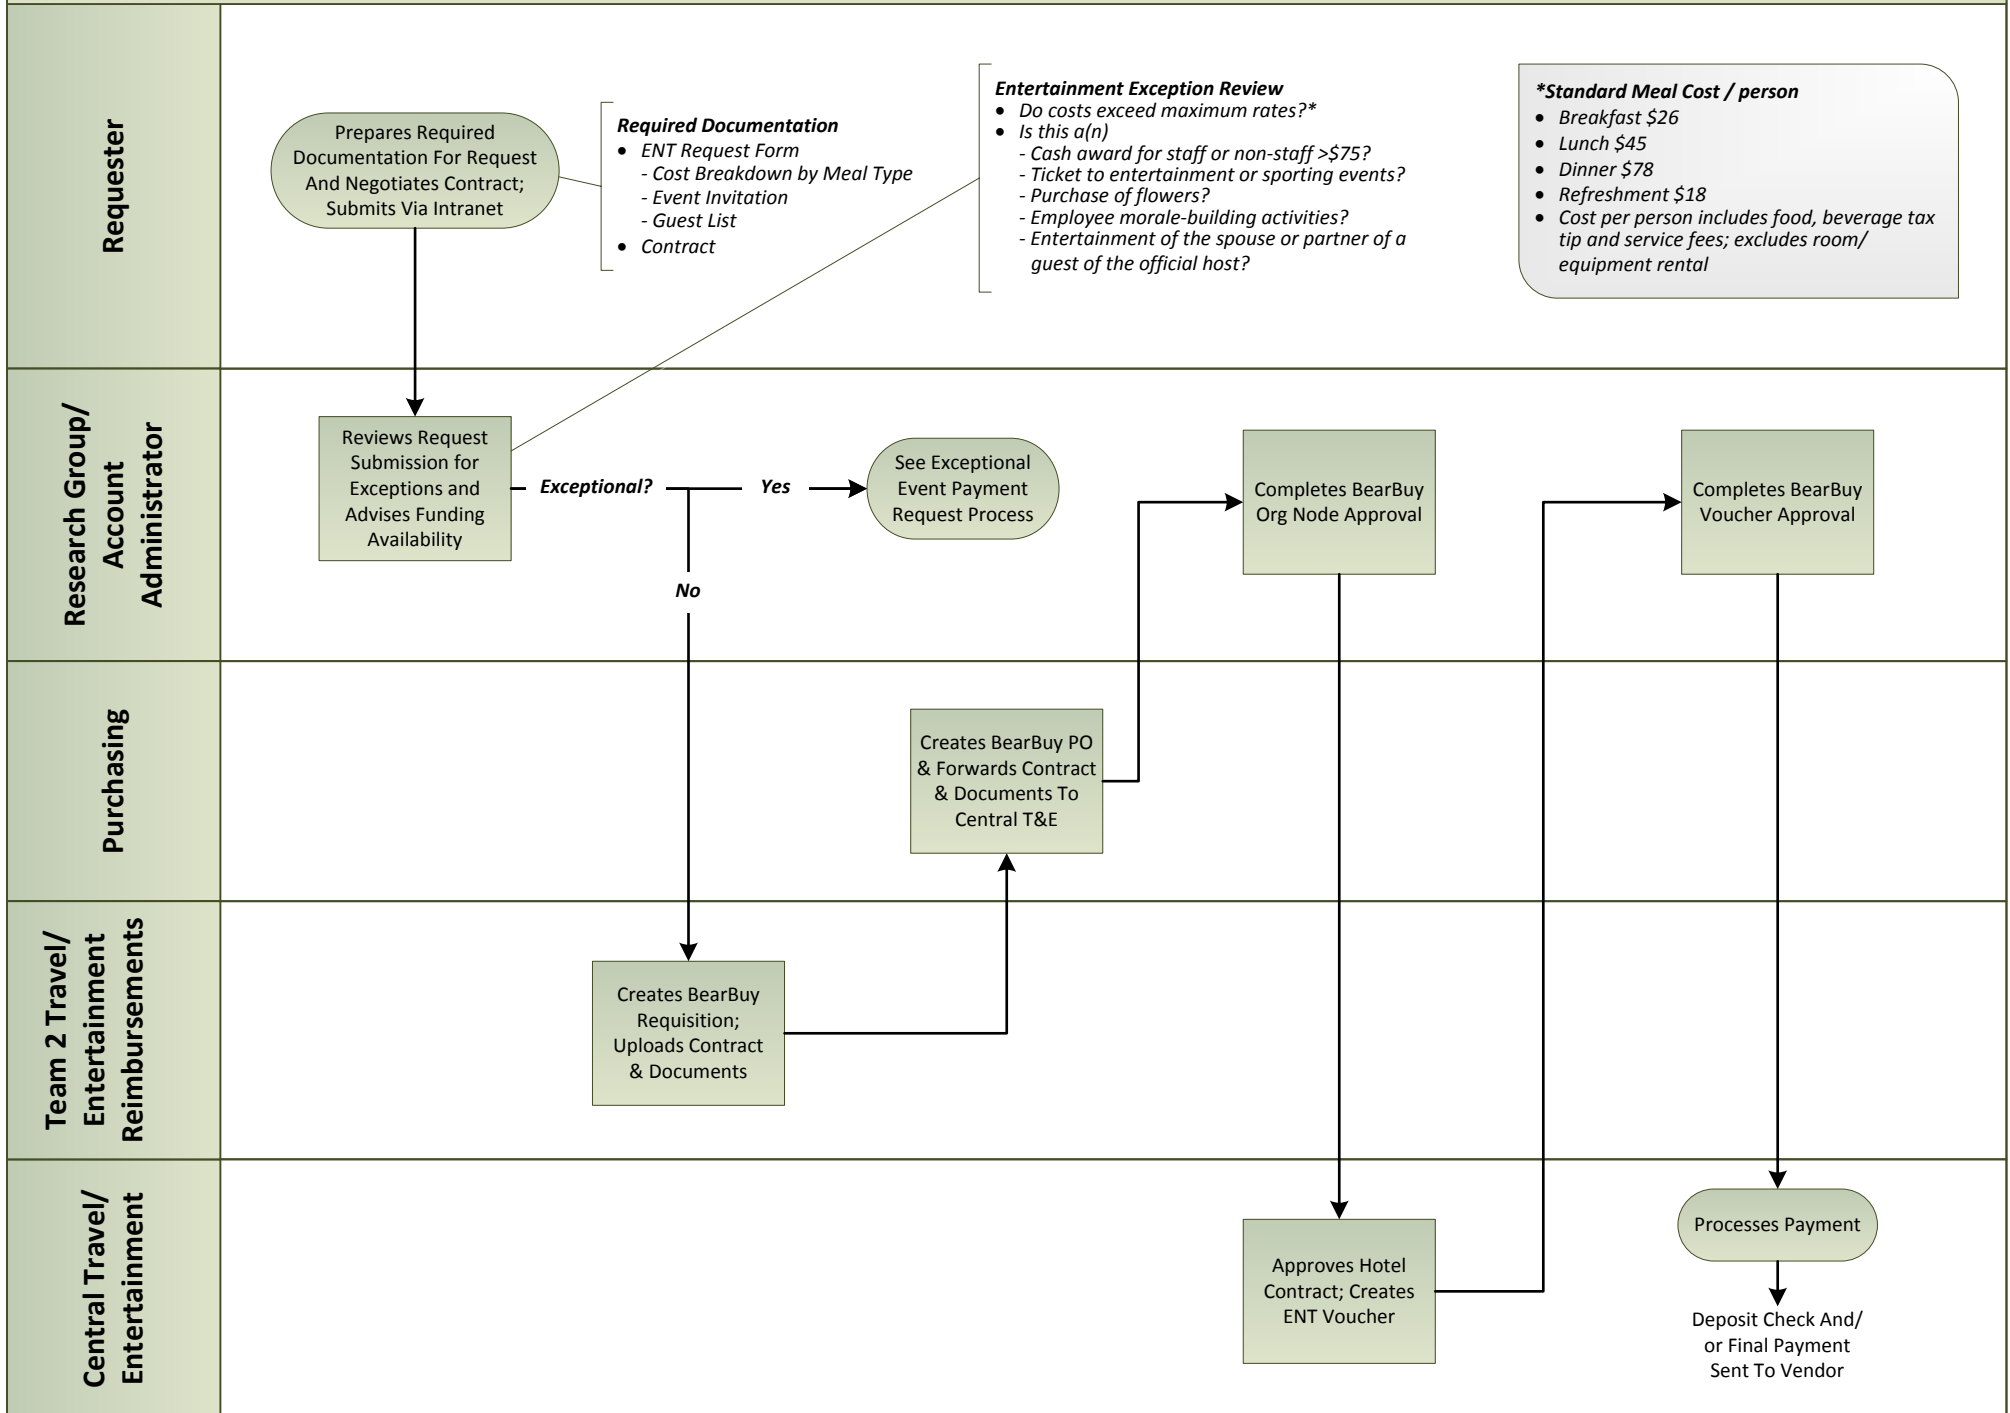 Requester
Prepares Required
Documentation For Request
And Negotiates Contract;
Submits Via Intranet
Required Documentation
• ENT Request Form
- Cost Breakdown by Meal Type
- Event Invitation
- Guest List
• Contract
Entertainment Exception Review
• Do costs exceed maximum rates?*
• Is this a(n)
- Cash award for staff or non-staff >$75?
- Ticket to entertainment or sporting events?
- Purchase of flowers?
- Employee morale-building activities?
- Entertainment of the spouse or partner of a
guest of the official host?
*Standard Meal Cost / person
• Breakfast $26
• Lunch $45
• Dinner $78
• Refreshment $18
• Cost per person includes food, beverage tax
tip and service fees; excludes room/
equipment rental
Research Group/
Account
Administrator
Reviews Request
Submission for
Exceptions and
Advises Funding
Availability
Exceptional?
Yes
No
See Exceptional
Event Payment
Request Process
Completes BearBuy
Org Node Approval
Completes BearBuy
Voucher Approval
Purchasing
Creates BearBuy PO
& Forwards Contract
& Documents To
Central T&E
Team 2 Travel/
Entertainment
Reimbursements
Creates BearBuy
Requisition;
Uploads Contract
& Documents
Central Travel/
Entertainment
Approves Hotel
Contract; Creates
ENT Voucher
Processes Payment
Deposit Check And/
or Final Payment
Sent To Vendor